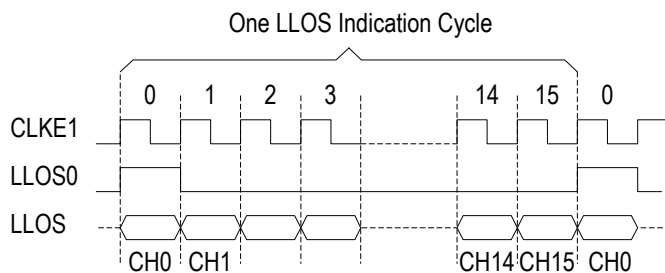 One LLOS Indication Cycle
0 1 2 3 14 15 0
CLKE1
LLOS0
LLOS
CH0 CH1 CH14 CH15 CH0